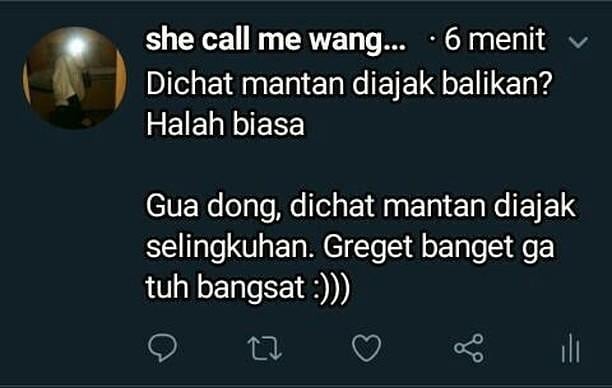 she call me wang... · 6 menit
Dichat mantan diajak balikan?
Halah biasa
Gua dong, dichat mantan diajak
selingkuhan. Greget banget ga
tuh bangsat :)))